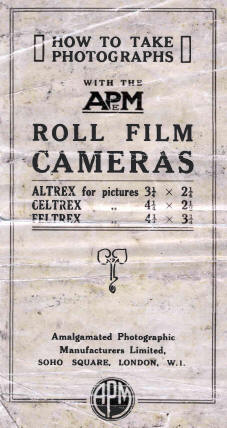 HOW TO TAKE
PHOTOGRAPHS
WITH THE
APeM
ROLL FILM
CAMERAS
ALTREX for pictures 3¼ × 2¼
CELTREX „ 4¼ × 2½
FELTREX „ 4¼ × 3¼
Amalgamated Photographic
Manufacturers Limited,
SOHO SQUARE, LONDON, W.1.
APM